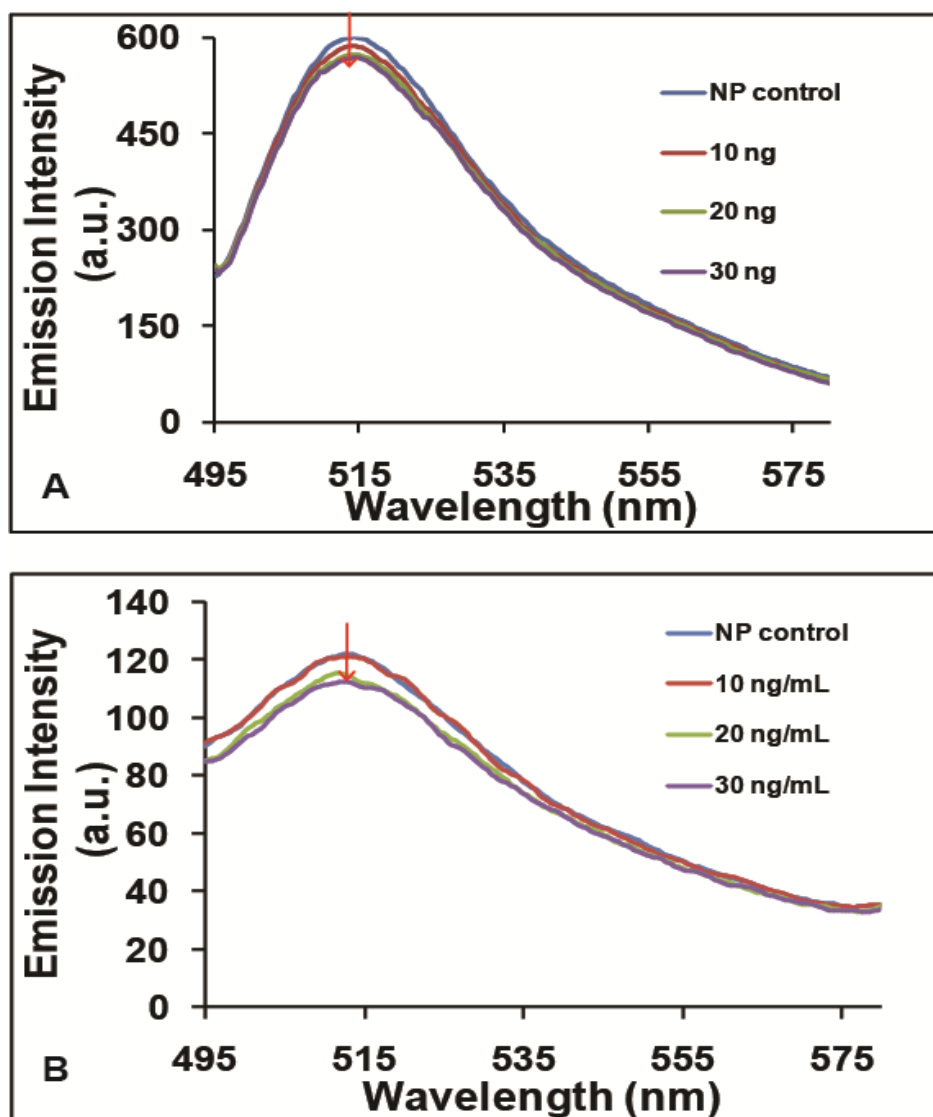 600
450
300
150
0
Emission Intensity
(a.u.)
NP control
10 ng
20 ng
30 ng
495 515 535 555 575
Wavelength (nm)
A
140
120
100
80
60
40
20
0
Emission Intensity
(a.u.)
NP control
10 ng/mL
20 ng/mL
30 ng/mL
495 515 535 555 575
Wavelength (nm)
B